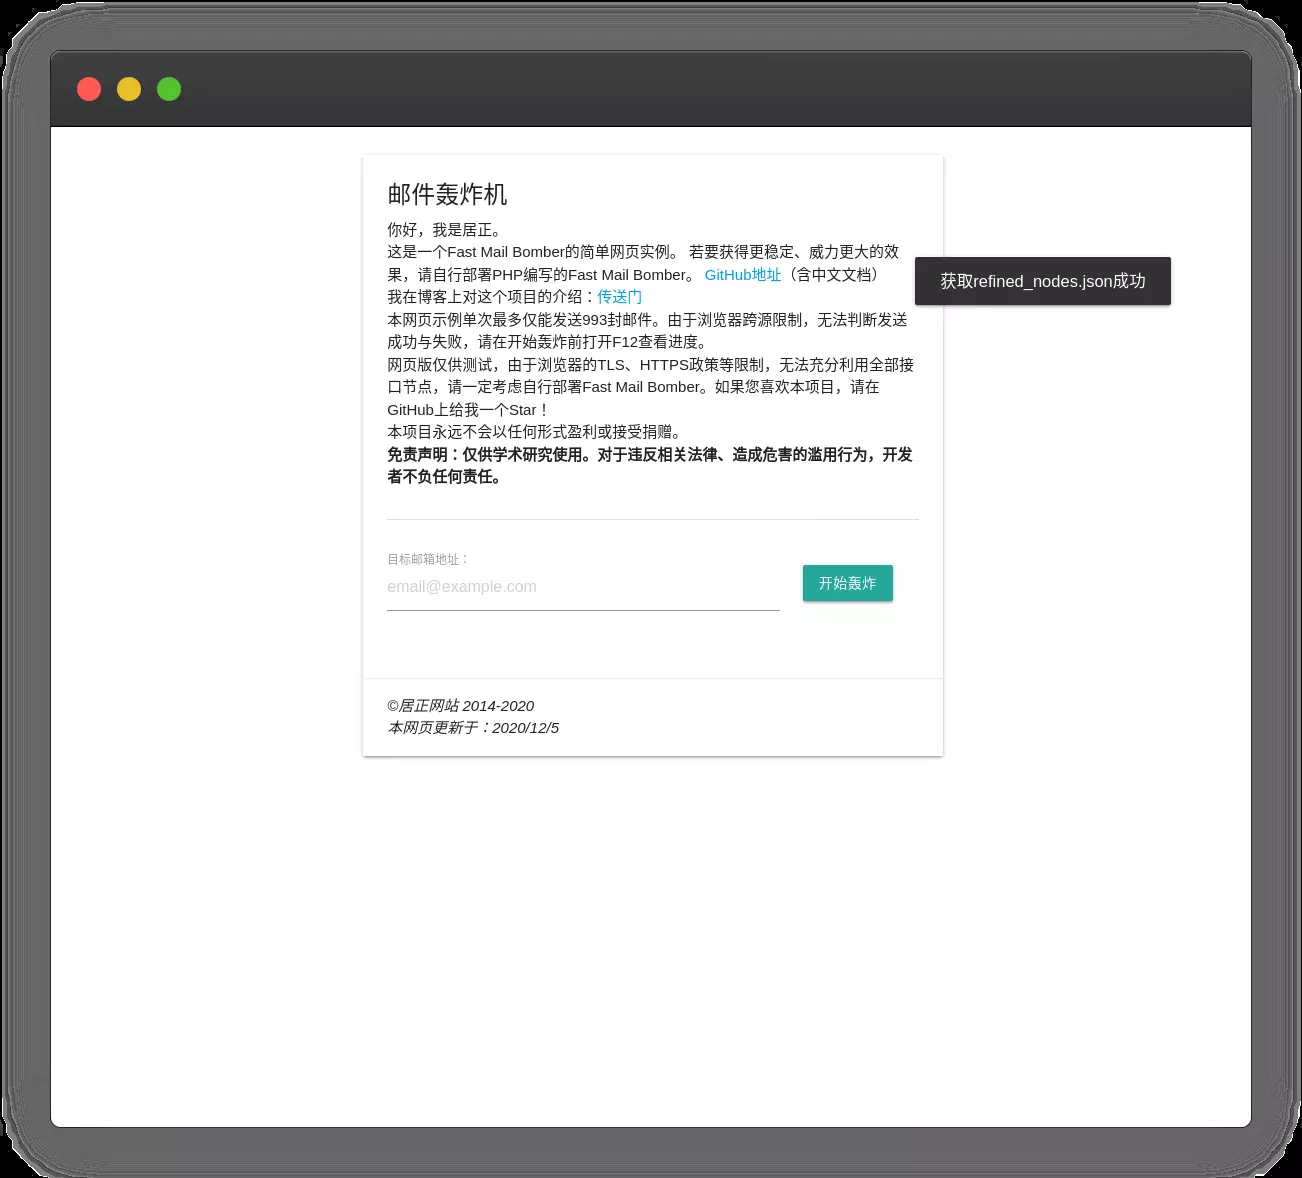 邮件轰炸机
你好，我是居正。
这是一个Fast Mail Bomber的简单网页实例。 若要获得更稳定、威力更大的效
果，请自行部署PHP编写的Fast Mail Bomber。 GitHub地址（含中文文档）
我在博客上对这个项目的介绍：传送门
本网页示例单次最多仅能发送993封邮件。由于浏览器跨源限制，无法判断发送
成功与失败，请在开始轰炸前打开F12查看进度。
网页版仅供测试，由于浏览器的TLS、HTTPS政策等限制，无法充分利用全部接
口节点，请一定考虑自行部署Fast Mail Bomber。如果您喜欢本项目，请在
GitHub上给我一个Star！
本项目永远不会以任何形式盈利或接受捐赠。
免责声明：仅供学术研究使用。对于违反相关法律、造成危害的滥用行为，开发
者不负任何责任。
获取refined_nodes.json成功
目标邮箱地址：
email@example.com
开始轰炸
©居正网站 2014-2020
本网页更新于：2020/12/5